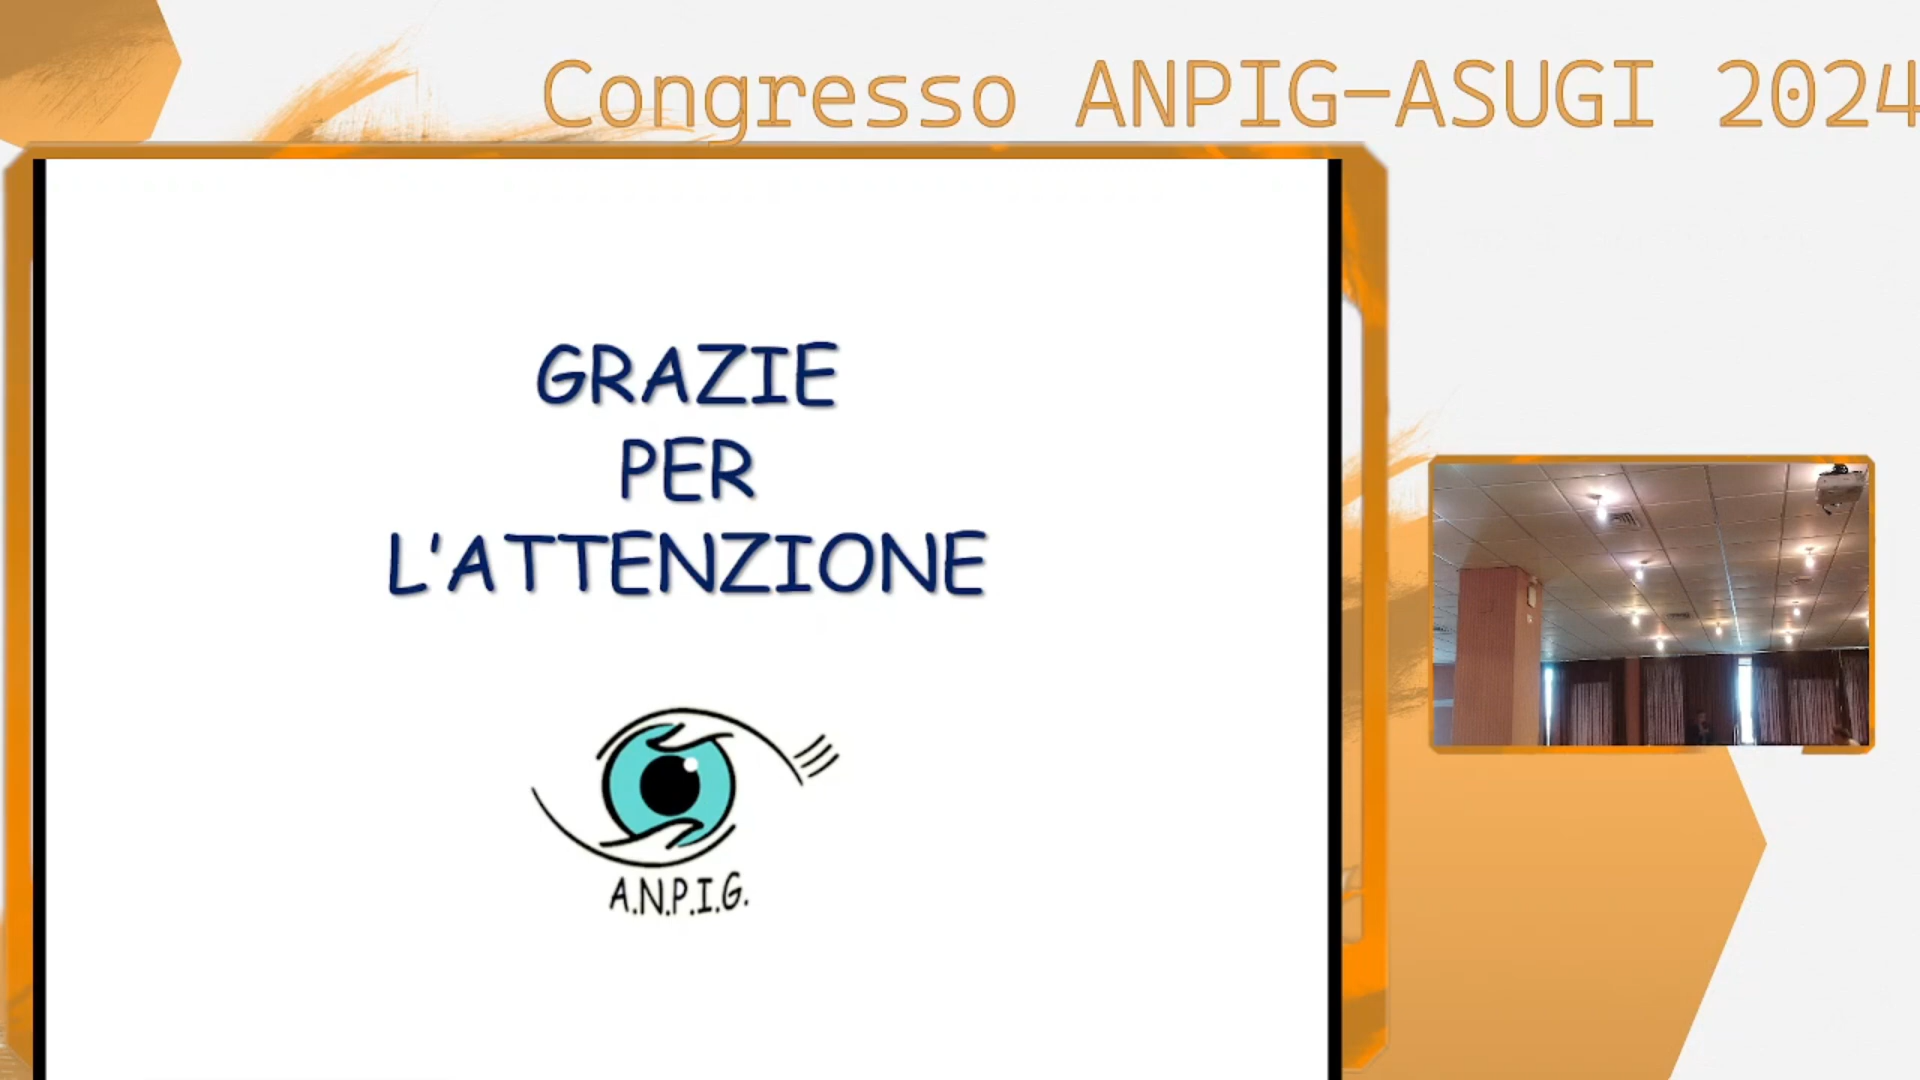 Congresso ANPIG-ASUGI 2024
GRAZIE
PER
L'ATTENZIONE
A.N.P.I.G.